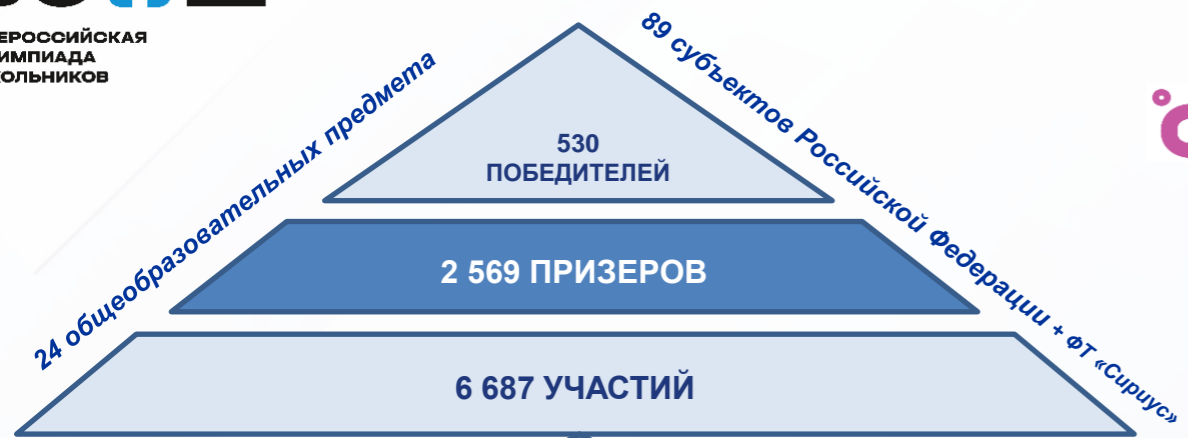 ЕРОССИЙСКАЯ
ИМПИАДА
КОЛЬНИКОВ
24 общеобразовательных предмета
89 субъектов Российской Федерации + ФТ «Сириус»
530
ПОБЕДИТЕЛЕЙ
2 569 ПРИЗЕРОВ
6 687 УЧАСТИЙ